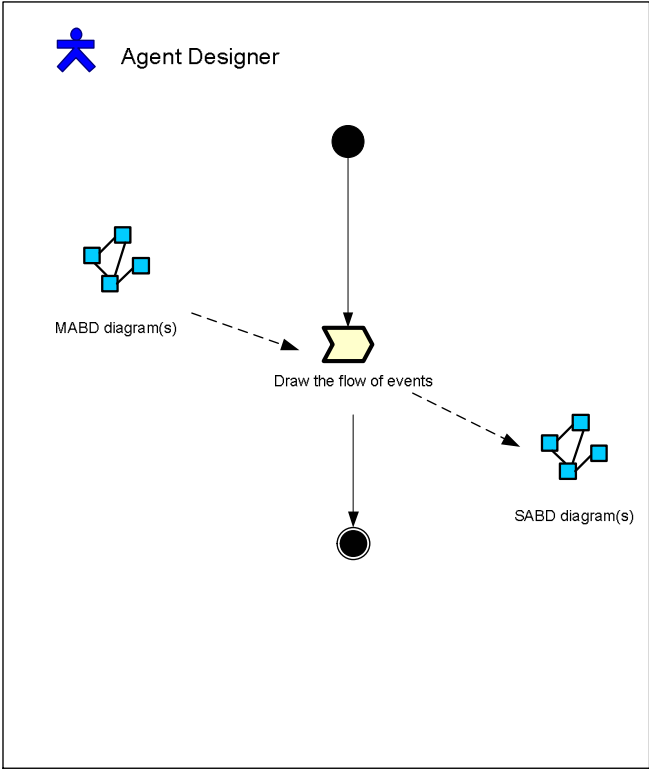 Agent Designer
MABD diagram(s)
Draw the flow of events
SABD diagram(s)